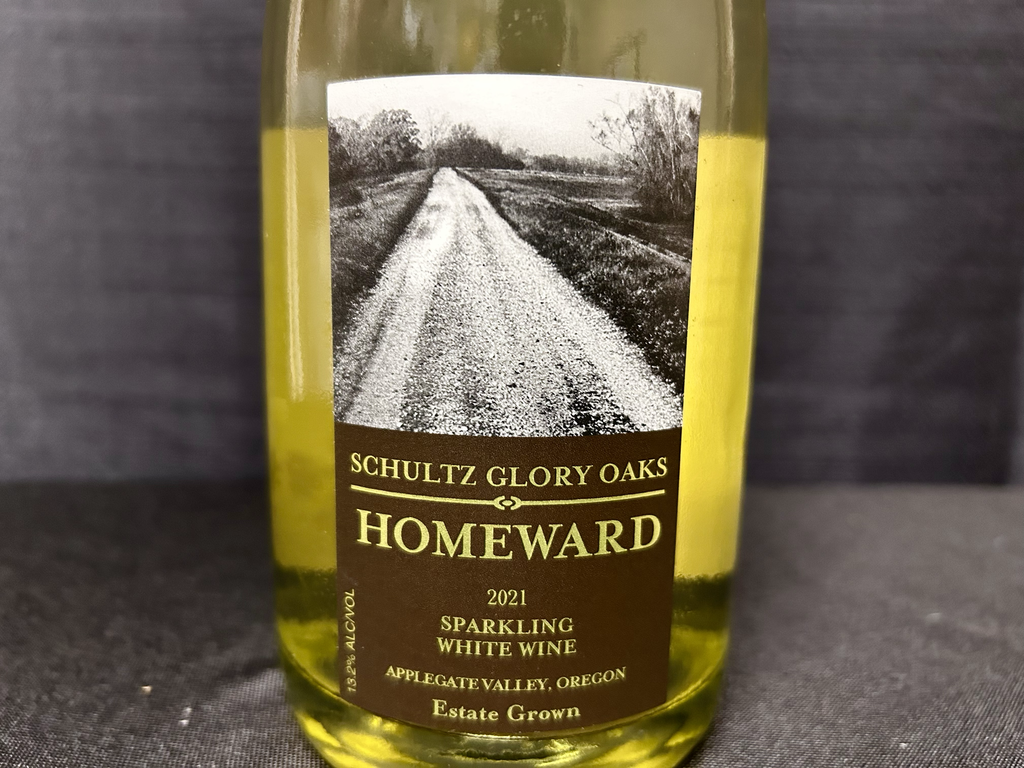 SCHULTZ GLORY OAKS
HOMEWARD
2021
SPARKLING
WHITE WINE
APPLEGATE VALLEY, OREGON
Estate Grown
13.2% ALC/VOL